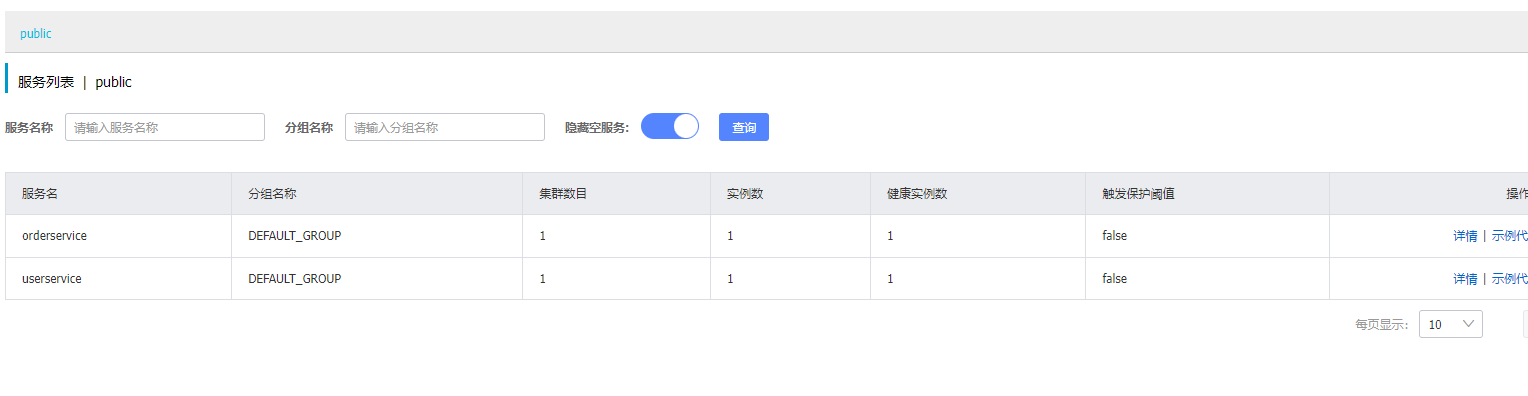 public
服务列表 | public
服务名称 请输入服务名称 分组名称 请输入分组名称 隐藏空服务: 查询
服务名 分组名称 集群数目 实例数 健康实例数 触发保护阈值 操作
orderservice DEFAULT_GROUP 1 1 1 false 详情 | 示例代
userservice DEFAULT_GROUP 1 1 1 false 详情 | 示例代
每页显示: 10